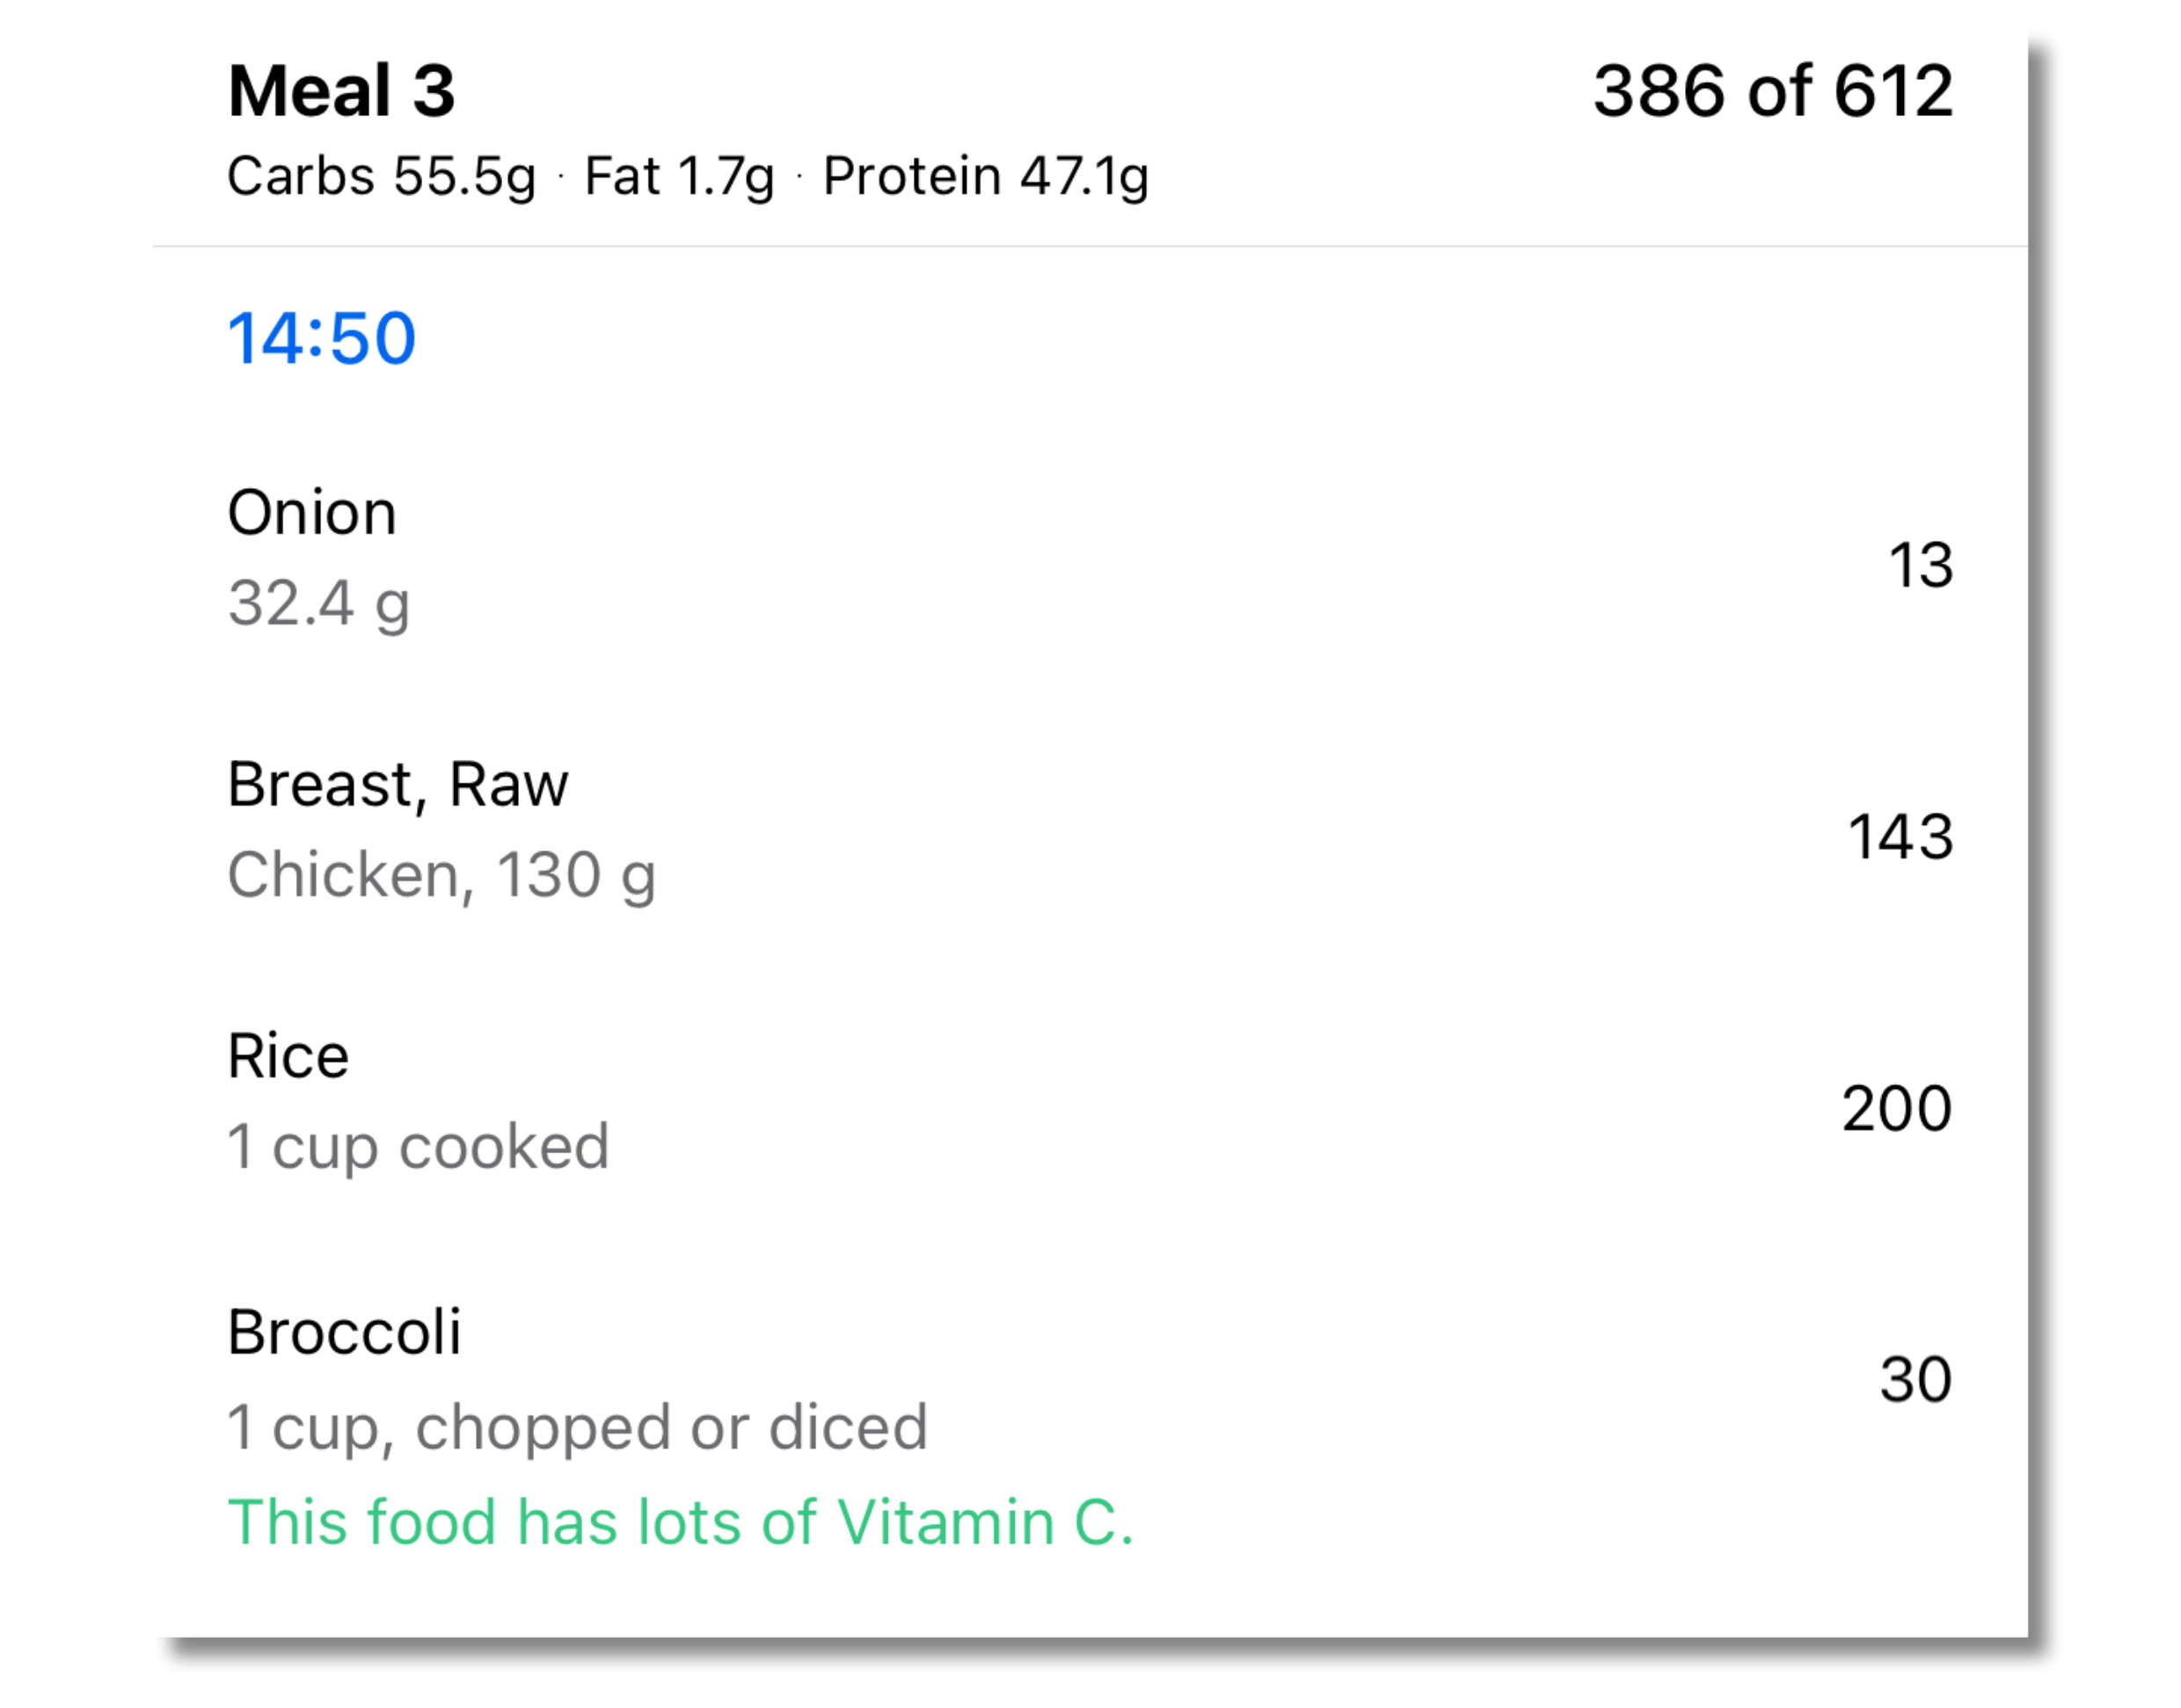 Meal 3
386 of 612
Carbs 55.5g · Fat 1.7g · Protein 47.1g
14:50
Onion
32.4 g
13
Breast, Raw
Chicken, 130 g
143
Rice
1 cup cooked
200
Broccoli
1 cup, chopped or diced
30
This food has lots of Vitamin C.